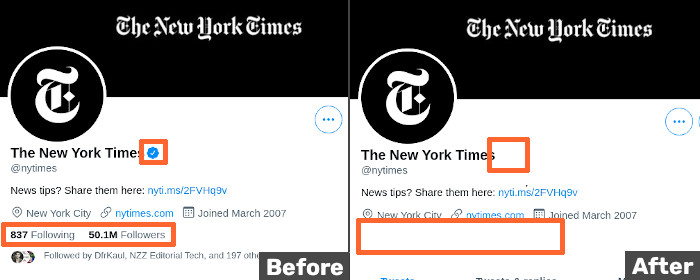 The New York Times
The New York Times
@nytimes
News tips? Share them here: nyti.ms/2FVHq9v
New York City nytimes.com Joined March 2007
837 Following 50.1M Followers
Followed by DfrKaul, NZZ Editorial Tech, and 197
Before
The New York Times
The New York Times
@nytimes
News tips? Share them here: nyti.ms/2FVHq9v
New York City nytimes.com Joined March 2007
Tweets Tweets & replies
After